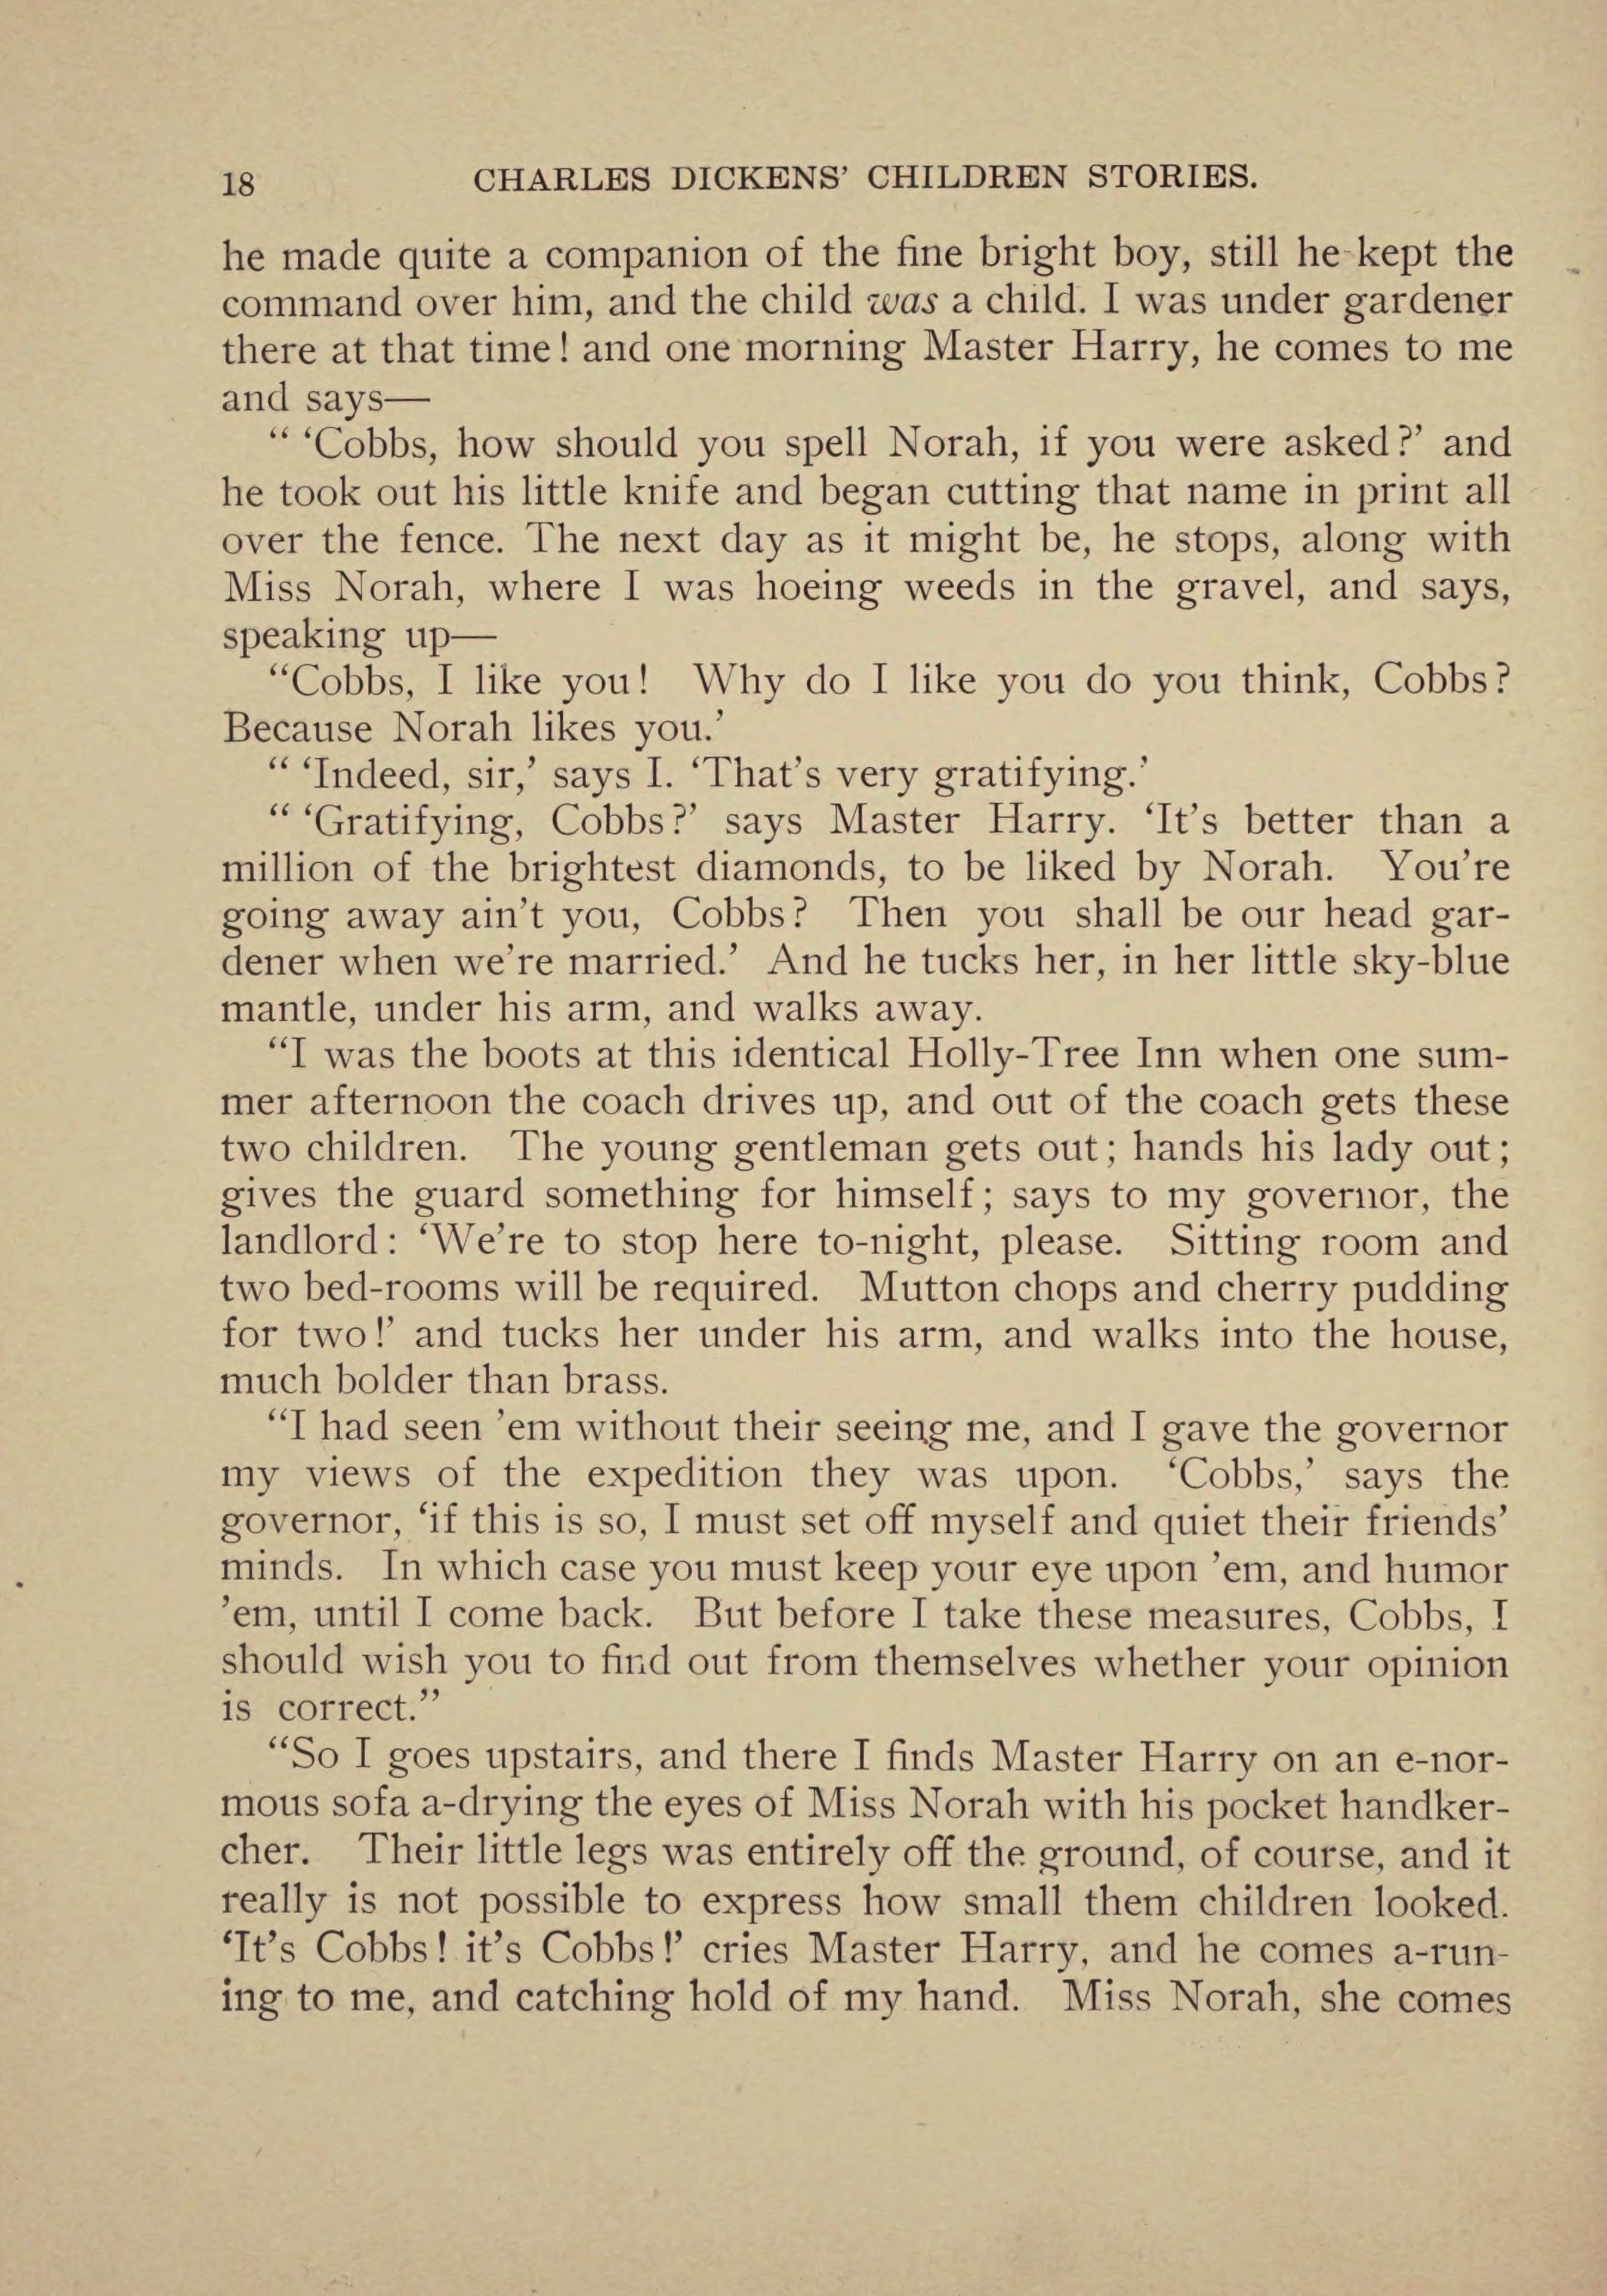 18 CHARLES DICKENS’ CHILDREN STORIES.
he made quite a companion of the fine bright boy, still he kept the
command over him, and the child was a child. I was under gardener
there at that time! and one morning Master Harry, he comes to me
and says—
“ ‘Cobbs, how should you spell Norah, if you were asked?’ and
he took out his little knife and began cutting that name in print all
over the fence. The next day as it might be, he stops, along with
Miss Norah, where I was hoeing weeds in the gravel, and says,
speaking up—
“Cobbs, I like you! Why do I like you do you think, Cobbs?
Because Norah likes you.’
“ ‘Indeed, sir,’ says I. ‘That’s very gratifying.’
“ ‘Gratifying, Cobbs?’ says Master Harry. ‘It’s better than a
million of the brightest diamonds, to be liked by Norah. You’re
going away ain’t you, Cobbs? Then you shall be our head gar-
dener when we’re married.’ And he tucks her, in her little sky-blue
mantle, under his arm, and walks away.
“I was the boots at this identical Holly-Tree Inn when one sum-
mer afternoon the coach drives up, and out of the coach gets these
two children. The young gentleman gets out; hands his lady out;
gives the guard something for himself; says to my governor, the
landlord: ‘We’re to stop here to-night, please. Sitting room and
two bed-rooms will be required. Mutton chops and cherry pudding
for two!’ and tucks her under his arm, and walks into the house,
much bolder than brass.
“I had seen ’em without their seeing me, and I gave the governor
my views of the expedition they was upon. ‘Cobbs,’ says the
governor, ‘if this is so, I must set off myself and quiet their friends’
minds. In which case you must keep your eye upon ’em, and humor
’em, until I come back. But before I take these measures, Cobbs, I
should wish you to find out from themselves whether your opinion
is correct.”
“So I goes upstairs, and there I finds Master Harry on an e-nor-
mous sofa a-drying the eyes of Miss Norah with his pocket handker-
cher. Their little legs was entirely off the ground, of course, and it
really is not possible to express how small them children looked.
‘It’s Cobbs! it’s Cobbs!’ cries Master Harry, and he comes a-run-
ing to me, and catching hold of my hand. Miss Norah, she comes